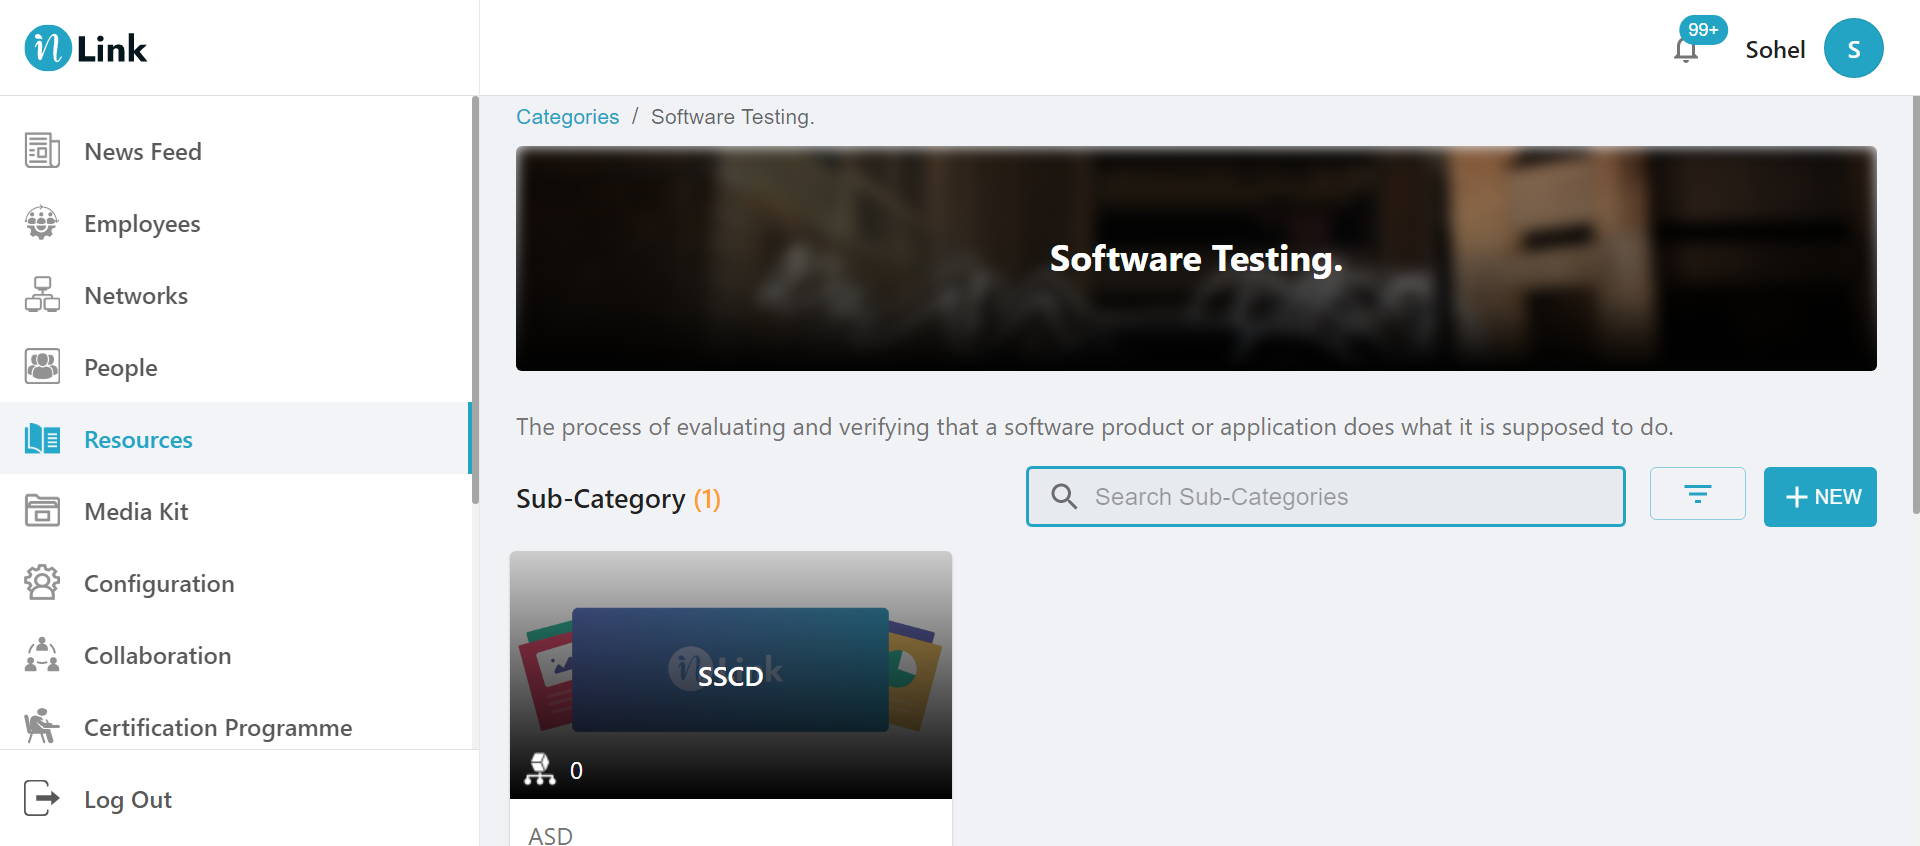 n Link
99+
Sohel
S
News Feed
Employees
Networks
People
Resources
Media Kit
Configuration
Collaboration
Certification Programme
Log Out
Categories / Software Testing.
Software Testing.
The process of evaluating and verifying that a software product or application does what it is supposed to do.
Sub-Category (1)
Search Sub-Categories
+ NEW
n Link
SSCD
0
ASD